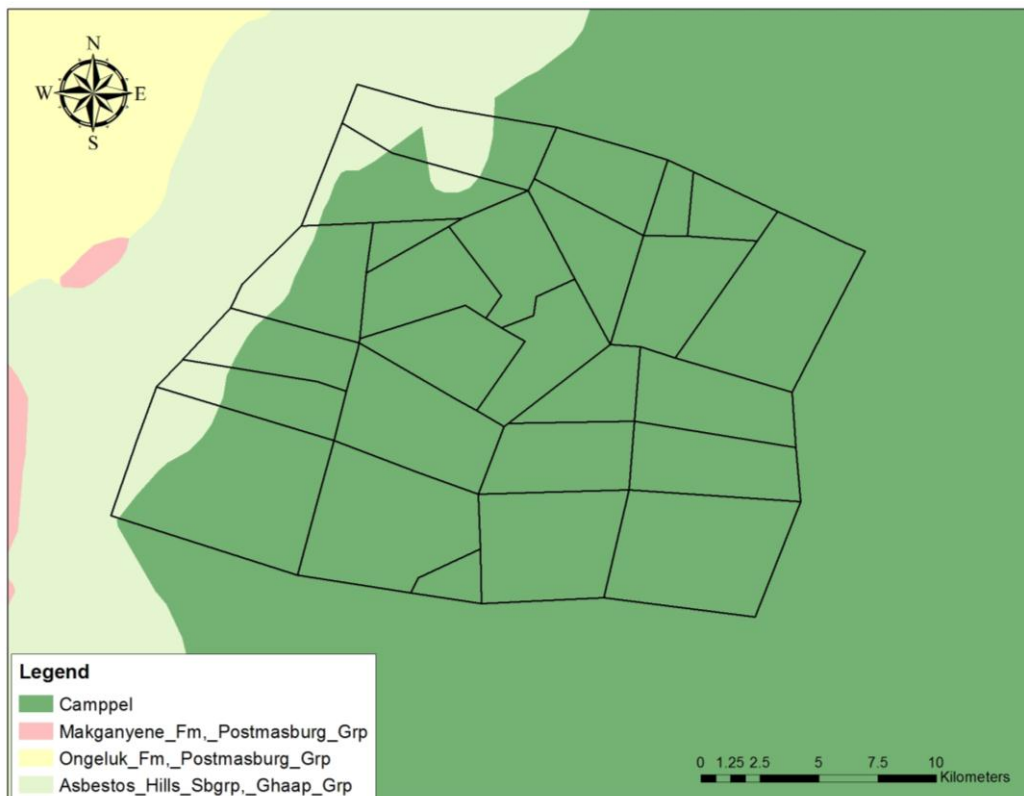 N
W E
S
Legend
Camppel
Makganyene_Fm,_Postmasburg_Grp
Ongeluk_Fm,_Postmasburg_Grp
Asbestos_Hills_Sbgrp,_Ghaap_Grp
0 1.25 2.5 5 7.5 10
Kilometers